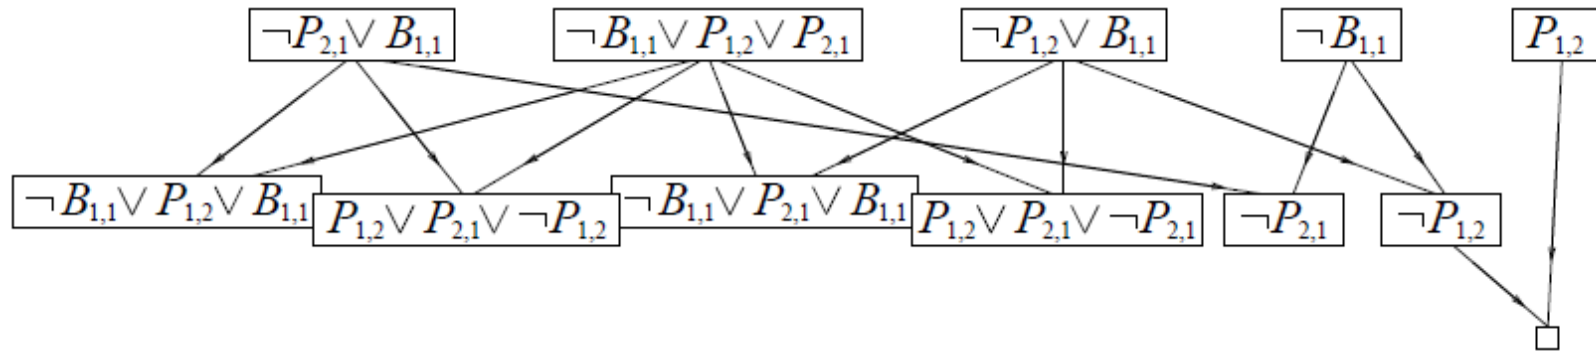 ¬P2,1 ∨ B1,1
¬B1,1 ∨ P1,2 ∨ P2,1
¬P1,2 ∨ B1,1
¬B1,1
P1,2
¬B1,1 ∨ P1,2 ∨ B1,1
P1,2 ∨ P2,1 ∨ ¬P1,2
¬B1,1 ∨ P2,1 ∨ B1,1
P1,2 ∨ P2,1 ∨ ¬P2,1
¬P2,1
¬P1,2